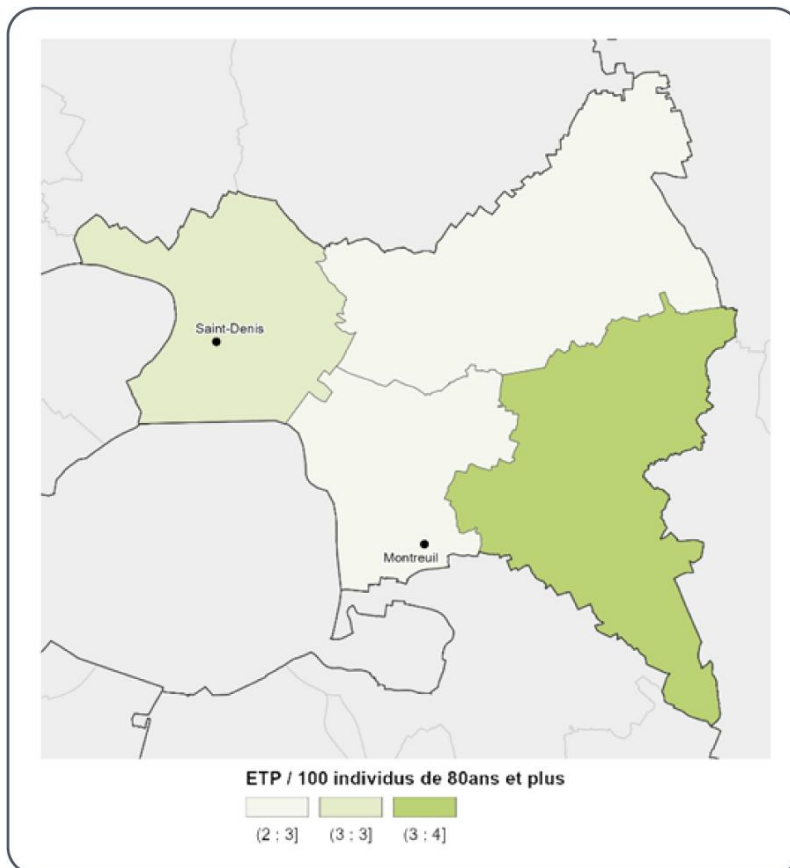 Saint-Denis
Montreuil
ETP / 100 individus de 80ans et plus
(2 ; 3] (3 ; 3] (3 ; 4]